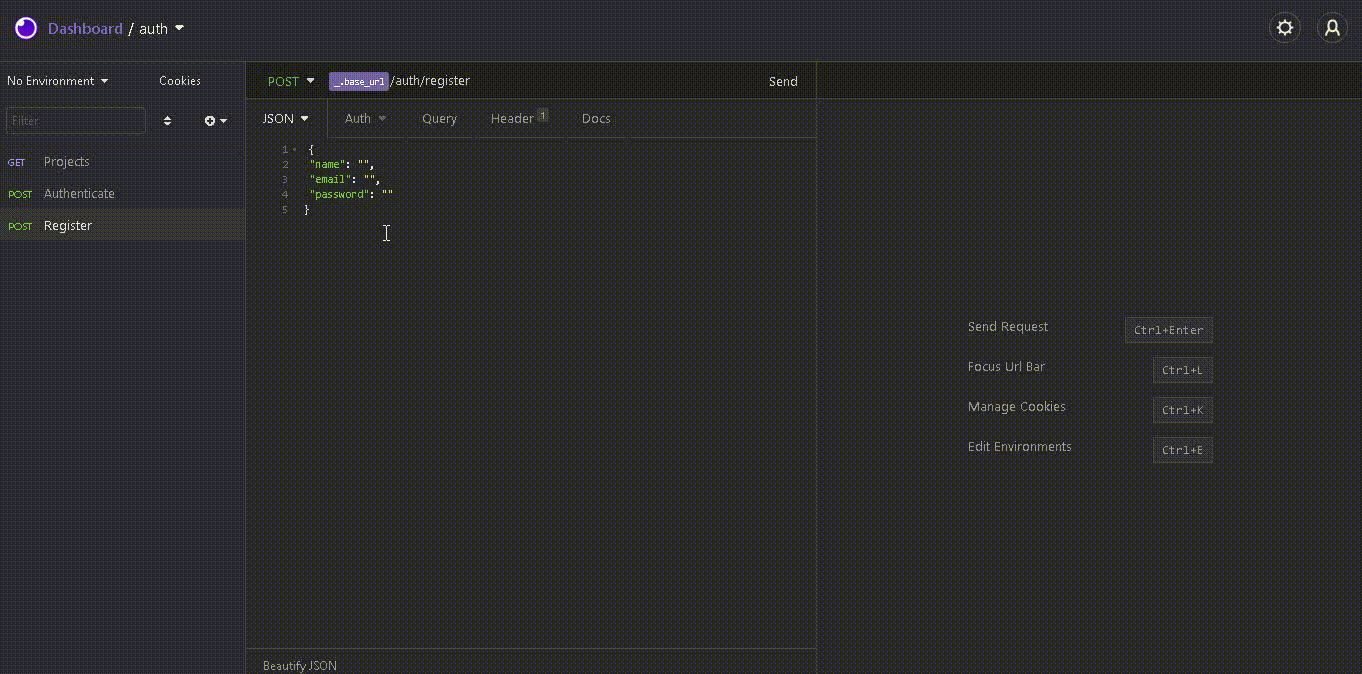 Dashboard / auth
No Environment Cookies
Filter
GET Projects
POST Authenticate
POST Register
POST _.base_url/auth/register Send
JSON Auth Query Header 1 Docs
1 {
2 "name": "",
3 "email": "",
4 "password": ""
5 }
Beautify JSON
Send Request Ctrl+Enter
Focus Url Bar Ctrl+L
Manage Cookies Ctrl+K
Edit Environments Ctrl+E